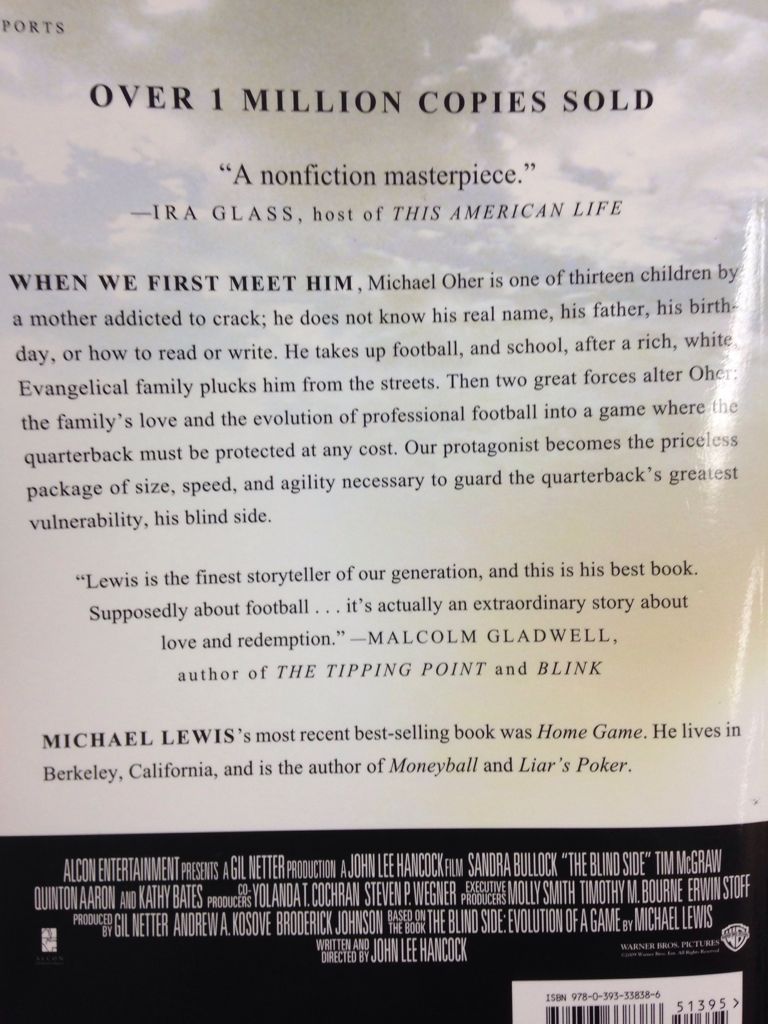 PORTS
OVER 1 MILLION COPIES SOLD
“A nonfiction masterpiece.”
—IRA GLASS, host of THIS AMERICAN LIFE
WHEN WE FIRST MEET HIM, Michael Oher is one of thirteen children by
a mother addicted to crack; he does not know his real name, his father, his birth-
day, or how to read or write. He takes up football, and school, after a rich, white,
Evangelical family plucks him from the streets. Then two great forces alter Oher:
the family’s love and the evolution of professional football into a game where the
quarterback must be protected at any cost. Our protagonist becomes the priceless
package of size, speed, and agility necessary to guard the quarterback’s greatest
vulnerability, his blind side.
“Lewis is the finest storyteller of our generation, and this is his best book.
Supposedly about football . . . it’s actually an extraordinary story about
love and redemption.” —MALCOLM GLADWELL,
author of THE TIPPING POINT and BLINK
MICHAEL LEWIS’s most recent best-selling book was Home Game. He lives in
Berkeley, California, and is the author of Moneyball and Liar’s Poker.
ALCON ENTERTAINMENT PRESENTS A GIL NETTER PRODUCTION A JOHN LEE HANCOCK FILM SANDRA BULLOCK “THE BLIND SIDE” TIM McGRAW
QUINTON AARON AND KATHY BATES CO-PRODUCERS YOLANDA T. COCHRAN STEVEN P. WEGNER EXECUTIVE PRODUCERS MOLLY SMITH TIMOTHY M. BOURNE ERWIN STOFF
PRODUCED BY GIL NETTER ANDREW A. KOSOVE BRODERICK JOHNSON BASED ON THE BOOK THE BLIND SIDE: EVOLUTION OF A GAME BY MICHAEL LEWIS
WRITTEN AND DIRECTED BY JOHN LEE HANCOCK
ALCON
WARNER BROS. PICTURES
©2009 Warner Bros. Ent. All Rights Reserved
WB
ISBN 978-0-393-33838-6
51395 >